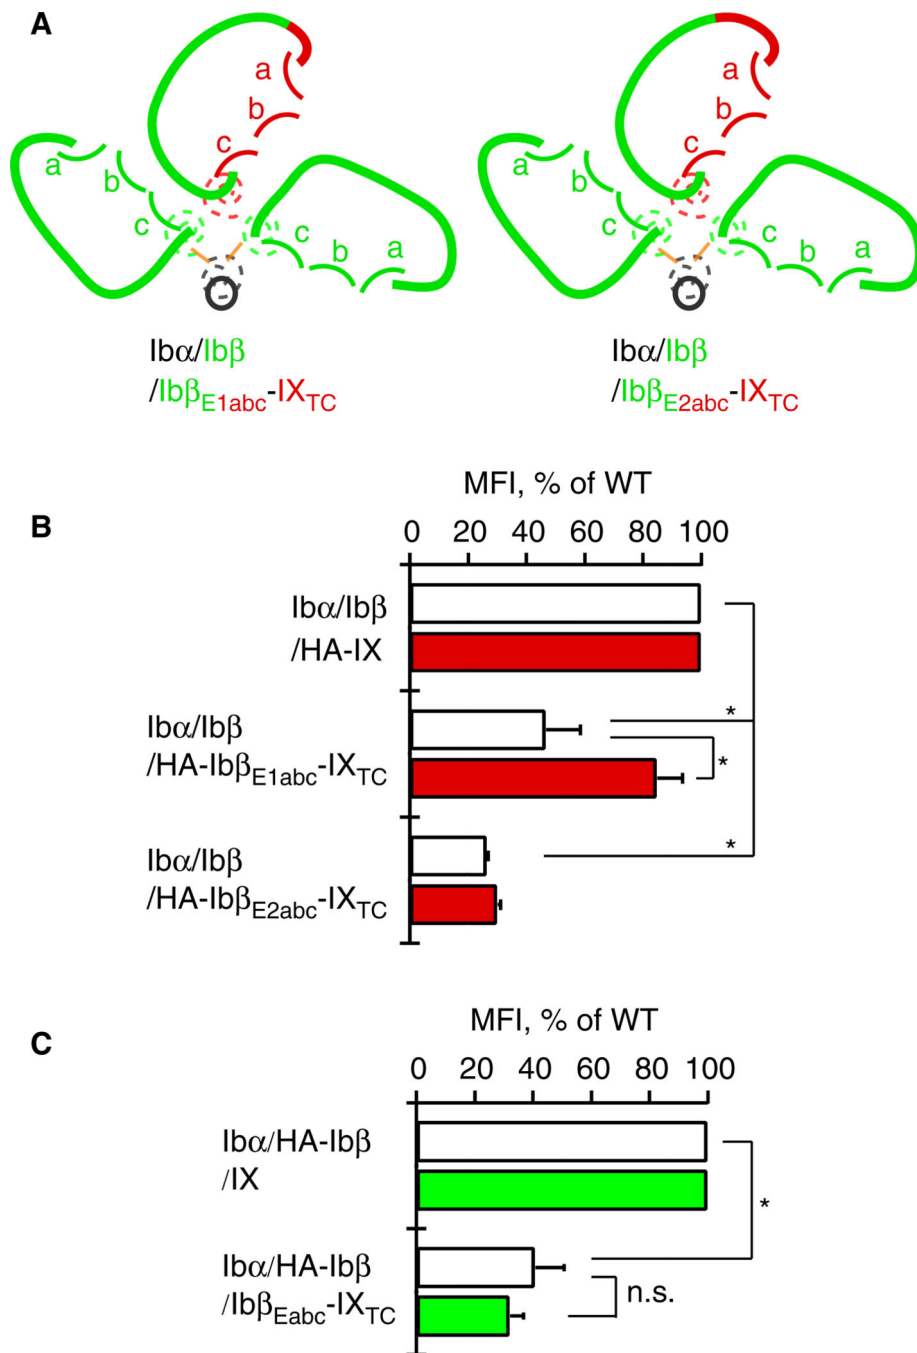 A
a
b
c
a
b
c
c
b
a
Ibα/Ibβ
/IbβE1abc-IXTC
a
b
c
a
b
c
c
b
a
Ibα/Ibβ
/IbβE2abc-IXTC
B
MFI, % of WT
0 20 40 60 80 100
Ibα/Ibβ
/HA-IX
Ibα/Ibβ
/HA-IbβE1abc-IXTC
*
*
Ibα/Ibβ
/HA-IbβE2abc-IXTC
*
C
MFI, % of WT
0 20 40 60 80 100
Ibα/HA-Ibβ
/IX
*
Ibα/HA-Ibβ
/IbβEabc-IXTC
n.s.